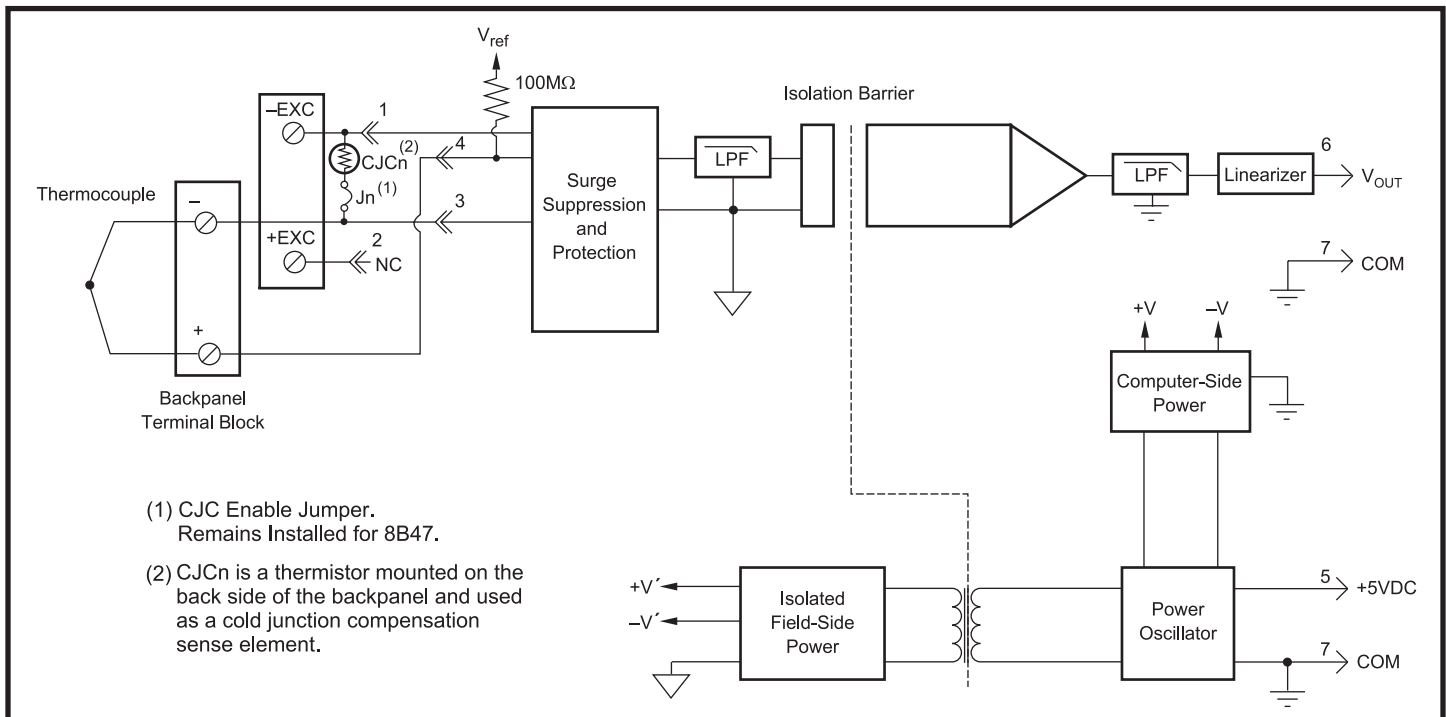 V_ref
100MΩ
Isolation Barrier
–EXC
1
CJCn(2)
4
LPF
6
LPF
Linearizer
V_OUT
Thermocouple
Jn(1)
Surge
Suppression
and
Protection
–
3
+EXC
2
NC
7
COM
+V
–V
+
Computer-Side
Power
Backpanel
Terminal Block
(1) CJC Enable Jumper.
Remains Installed for 8B47.
(2) CJCn is a thermistor mounted on the
back side of the backpanel and used
as a cold junction compensation
sense element.
+V´
–V´
Isolated
Field-Side
Power
Power
Oscillator
5
+5VDC
7
COM